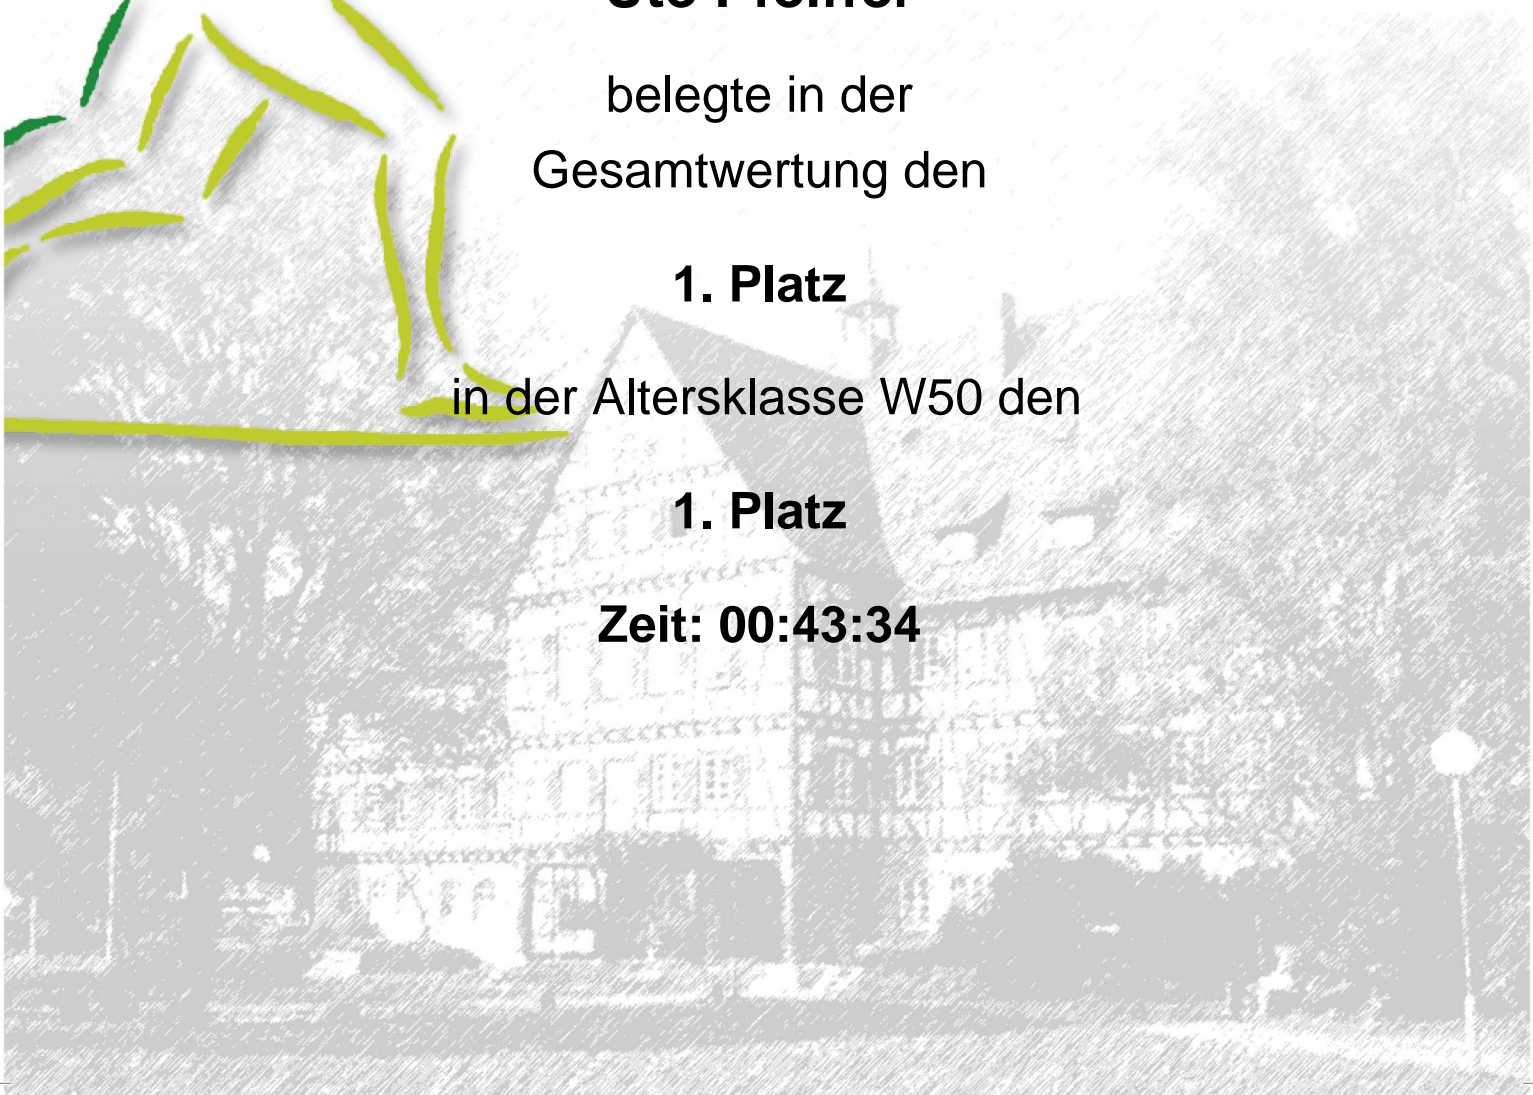 belegte in der
Gesamtwertung den
1. Platz
in der Altersklasse W50 den
1. Platz
Zeit: 00:43:34